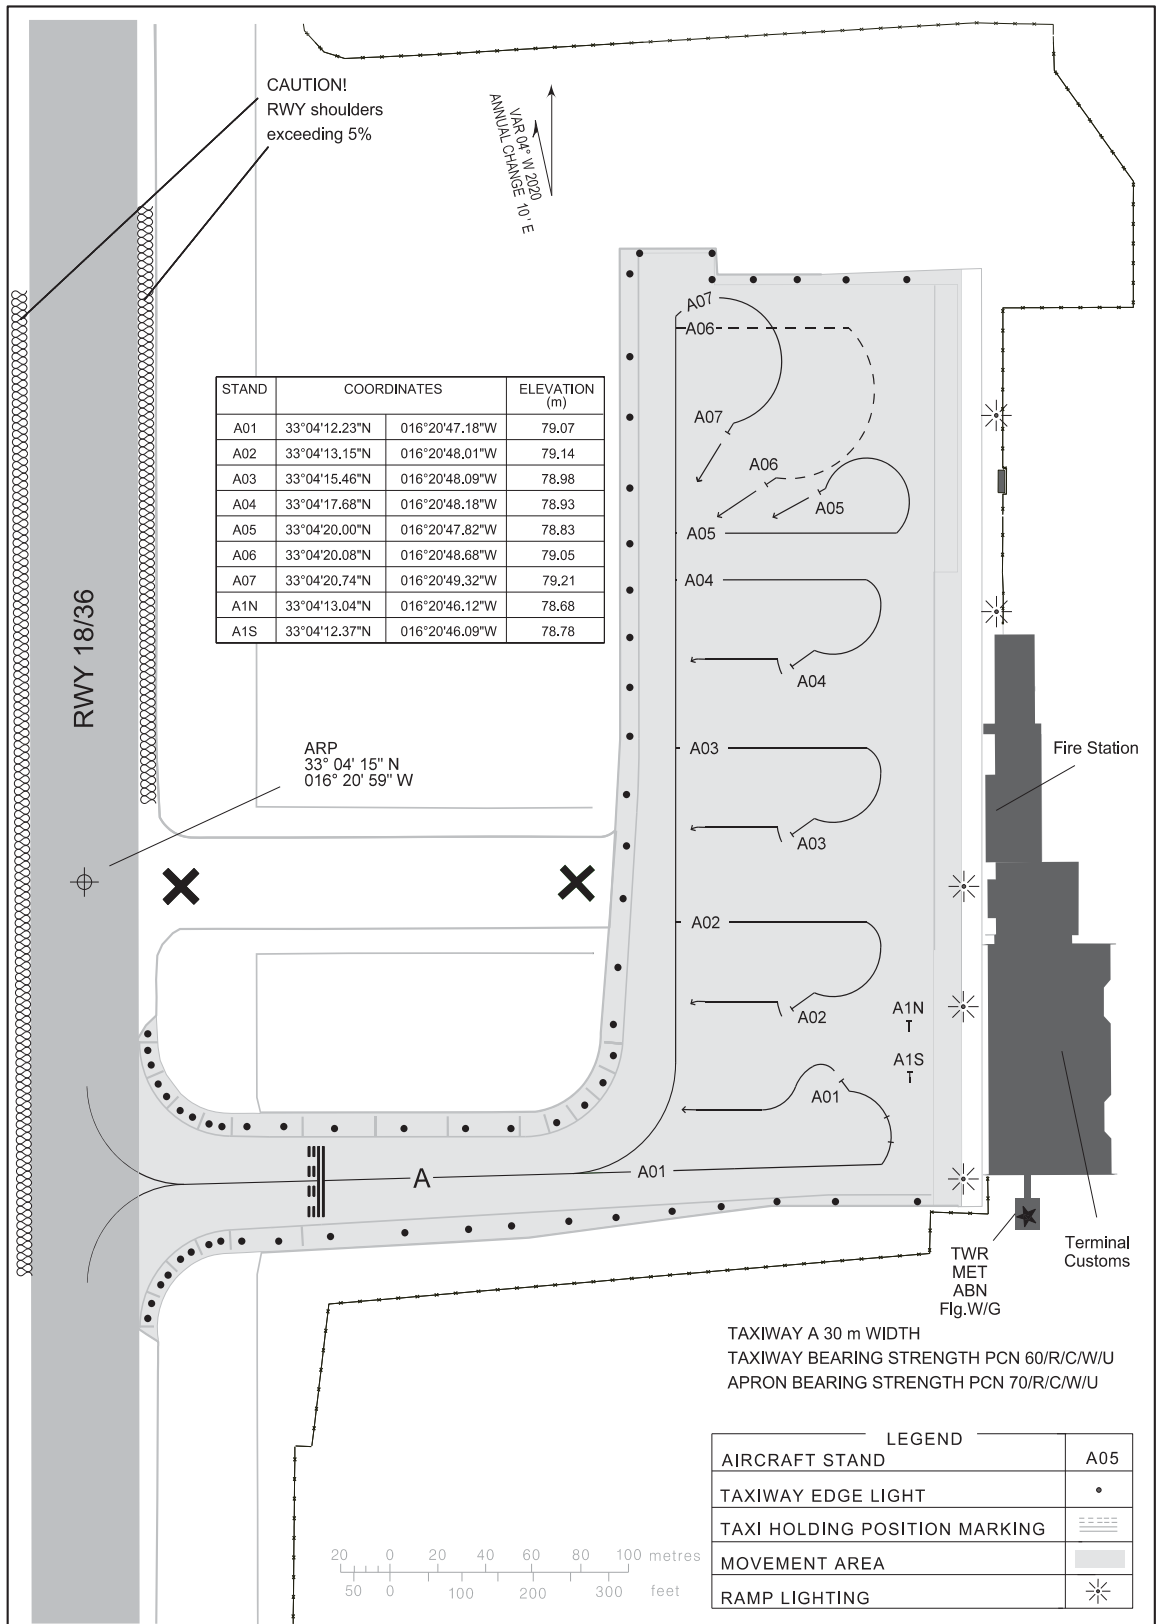 CAUTION!
RWY shoulders
exceeding 5%
VAR 04° W 2020
ANNUAL CHANGE 10' E
STAND COORDINATES ELEVATION (m)
A01 33°04'12.23"N 016°20'47.18"W 79.07
A02 33°04'13.15"N 016°20'48.01"W 79.14
A03 33°04'15.46"N 016°20'48.09"W 78.98
A04 33°04'17.68"N 016°20'48.18"W 78.93
A05 33°04'20.00"N 016°20'47.82"W 78.83
A06 33°04'20.08"N 016°20'48.68"W 79.05
A07 33°04'20.74"N 016°20'49.32"W 79.21
A1N 33°04'13.04"N 016°20'46.12"W 78.68
A1S 33°04'12.37"N 016°20'46.09"W 78.78
RWY 18/36
ARP
33° 04' 15" N
016° 20' 59" W
A07
A06
A07
A06
A05
A05
A04
A04
A03
A03
A02
A02
A1N
A1S
A01
A01
A
Fire Station
Terminal
Customs
TWR
MET
ABN
Flg.W/G
TAXIWAY A 30 m WIDTH
TAXIWAY BEARING STRENGTH PCN 60/R/C/W/U
APRON BEARING STRENGTH PCN 70/R/C/W/U
LEGEND
AIRCRAFT STAND A05
TAXIWAY EDGE LIGHT
TAXI HOLDING POSITION MARKING
MOVEMENT AREA
RAMP LIGHTING
20 0 20 40 60 80 100 metres
50 0 100 200 300 feet